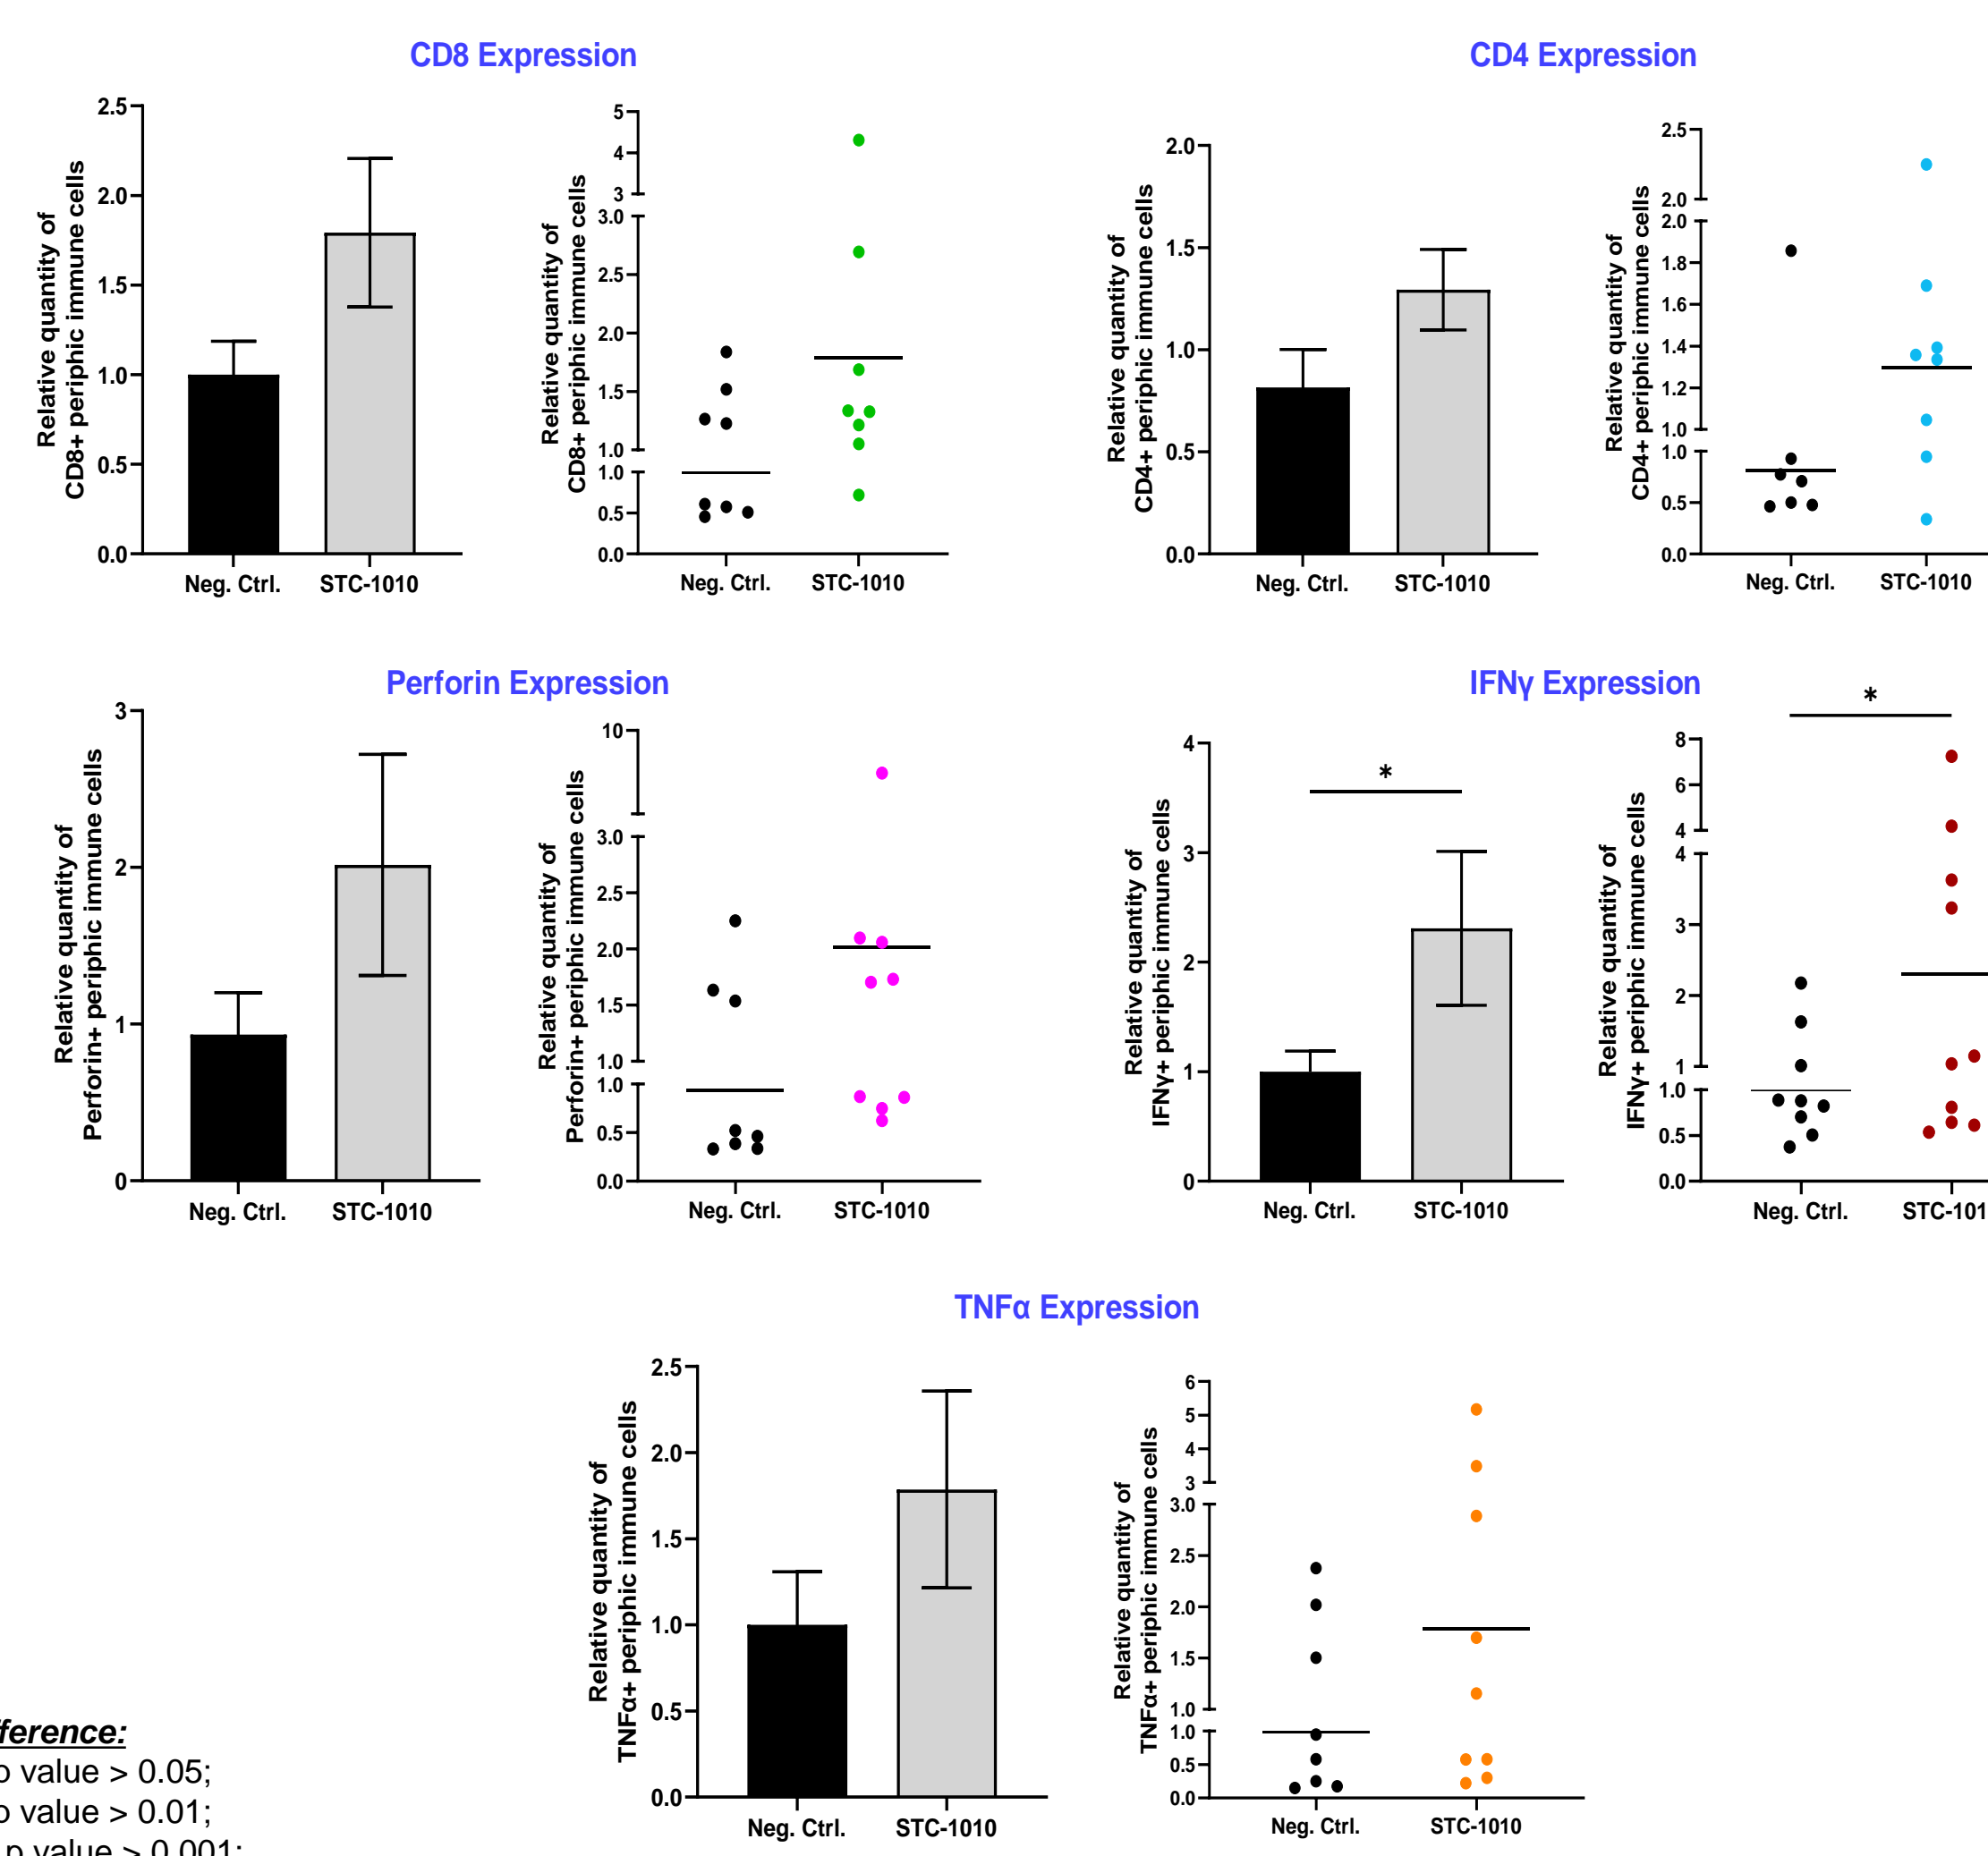 CD8 Expression
CD4 Expression
2.5
2.0
1.5
1.0
0.5
0.0
Relative quantity of
CD8+ periphic immune cells
Neg. Ctrl.
STC-1010
5
4
3
3.0
2.5
2.0
1.5
1.0
1.0
0.5
0.0
Relative quantity of
CD8+ periphic immune cells
Neg. Ctrl.
STC-1010
2.0
1.5
1.0
0.5
0.0
Relative quantity of
CD4+ periphic immune cells
Neg. Ctrl.
STC-1010
2.5
2.0
2.0
1.8
1.6
1.4
1.2
1.0
1.0
0.5
0.0
Relative quantity of
CD4+ periphic immune cells
Neg. Ctrl.
STC-1010
Perforin Expression
IFNγ Expression
3
2
1
0
Relative quantity of
Perforin+ periphic immune cells
Neg. Ctrl.
STC-1010
10
3.0
2.5
2.0
1.5
1.0
1.0
0.5
0.0
Relative quantity of
Perforin+ periphic immune cells
Neg. Ctrl.
STC-1010
4
3
2
1
0
Relative quantity of
IFNγ+ periphic immune cells
*
Neg. Ctrl.
STC-1010
8
6
4
4
3
2
1
1.0
0.5
0.0
Relative quantity of
IFNγ+ periphic immune cells
*
Neg. Ctrl.
STC-101
TNFα Expression
2.5
2.0
1.5
1.0
0.5
0.0
Relative quantity of
TNFα+ periphic immune cells
Neg. Ctrl.
STC-1010
6
5
4
3
3.0
2.5
2.0
1.5
1.0
1.0
0.5
0.0
Relative quantity of
TNFα+ periphic immune cells
Neg. Ctrl.
STC-1010
fference:
p value > 0.05;
p value > 0.01;
p value > 0.001;